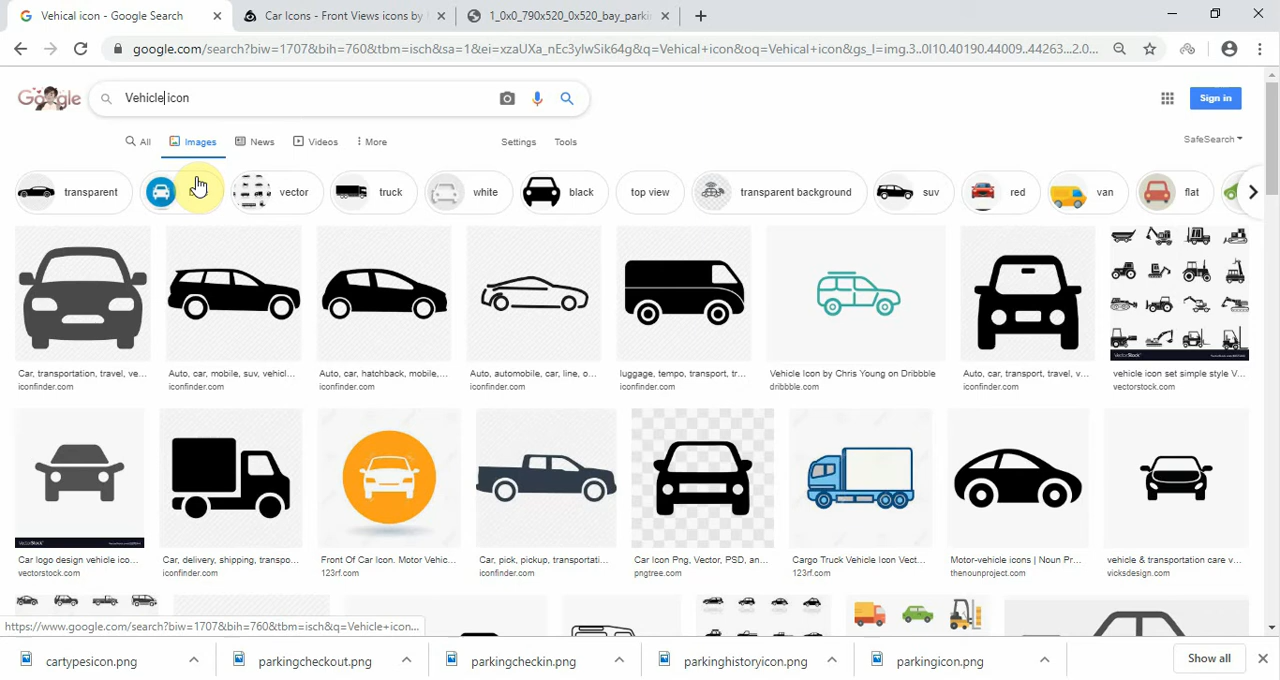 Vehical icon - Google Search
Car Icons - Front Views icons by
1_0x0_790x520_0x520_bay_parki
google.com/search?biw=1707&bih=760&tbm=isch&sa=1&ei=xzaUXa_nEc3ylwSik64g&q=Vehical+icon&oq=Vehical+icon&gs_l=img.3..0l10.40190.44009..44263...2.0...
Google
Vehicle icon
Sign in
All
Images
News
Videos
More
Settings
Tools
SafeSearch
transparent
vector
truck
white
black
top view
transparent background
suv
red
van
flat
Car, transportation, travel, ve...
iconfinder.com
Auto, car, mobile, suv, vehicl...
iconfinder.com
Auto, car, hatchback, mobile,...
iconfinder.com
Auto, automobile, car, line, o...
iconfinder.com
luggage, tempo, transport, tr...
iconfinder.com
Vehicle Icon by Chris Young on Dribbble
dribbble.com
Auto, car, transport, travel, v...
iconfinder.com
VectorStock
vehicle icon set simple style V...
vectorstock.com
VectorStock
Car logo design vehicle ico...
vectorstock.com
Car, delivery, shipping, transpo...
iconfinder.com
Front Of Car Icon. Motor Vehic...
123rf.com
Car, pick, pickup, transportati...
iconfinder.com
Car Icon Png, Vector, PSD, an...
pngtree.com
Cargo Truck Vehicle Icon Vect...
123rf.com
Motor-vehicle icons | Noun Pr...
thenounproject.com
vehicle & transportation care v...
vicksdesign.com
https://www.google.com/search?biw=1707&bih=760&tbm=isch&q=Vehicle+icon...
cartypesicon.png
parkingcheckout.png
parkingcheckin.png
parkinghistoryicon.png
parkingicon.png
Show all